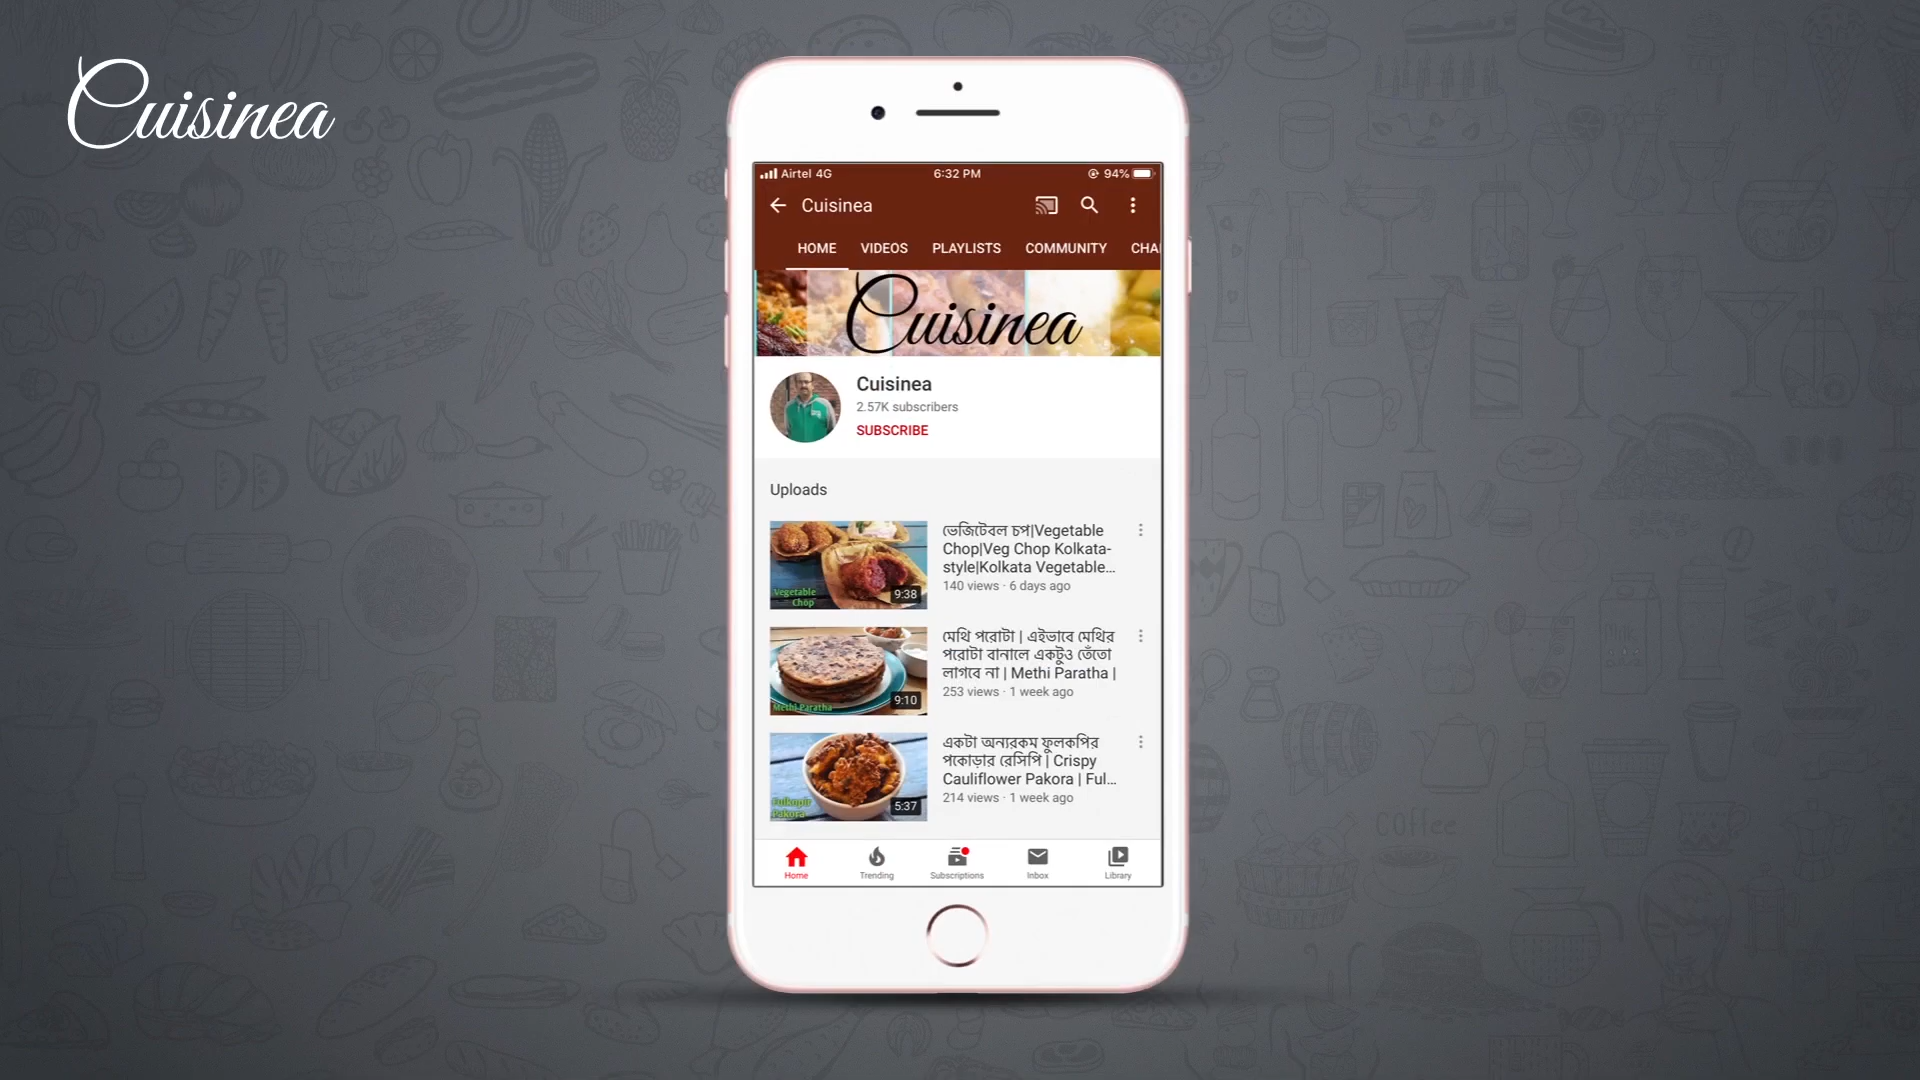 Cuisinea
Airtel 4G
6:32 PM
94%
Cuisinea
HOME
VIDEOS
PLAYLISTS
COMMUNITY
CHA
Cuisinea
Cuisinea
2.57K subscribers
SUBSCRIBE
Uploads
ভেজিটেবল চপ|Vegetable
Chop|Veg Chop Kolkata-
style|Kolkata Vegetable...
140 views · 6 days ago
Vegetable
Chop
9:38
মেথি পরোটা | এইভাবে মেথির
পরোটা বানালে একটুও তেঁতো
লাগবে না | Methi Paratha |
253 views · 1 week ago
Methi Paratha
9:10
একটা অন্যরকম ফুলকপির
পকোড়ার রেসিপি | Crispy
Cauliflower Pakora | Ful...
214 views · 1 week ago
Fulkopir
Pakora
5:37
Home
Trending
Subscriptions
Inbox
Library
coffee